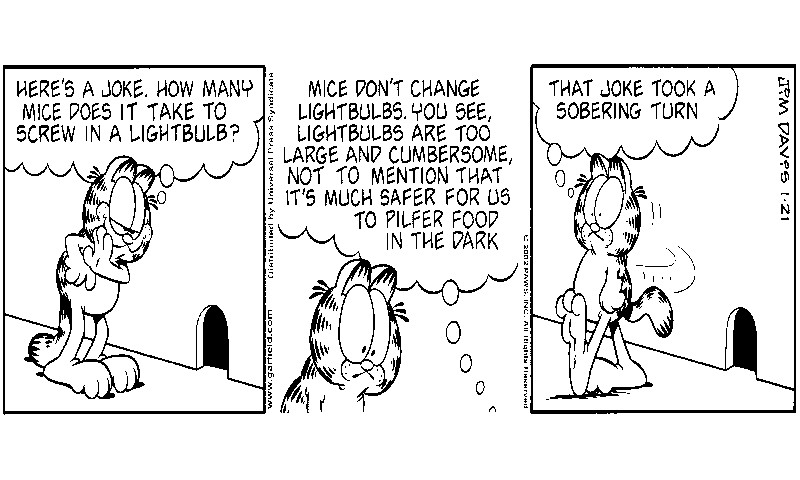 HERE'S A JOKE. HOW MANY
MICE DOES IT TAKE TO
SCREW IN A LIGHTBULB?
www.garfield.com
Distributed by Universal Press Syndicate
MICE DON'T CHANGE
LIGHTBULBS. YOU SEE,
LIGHTBULBS ARE TOO
LARGE AND CUMBERSOME,
NOT TO MENTION THAT
IT'S MUCH SAFER FOR US
TO PILFER FOOD
IN THE DARK
© 2002 PAWS, INC. All Rights Reserved
THAT JOKE TOOK A
SOBERING TURN
JIM DAVIS 1·21